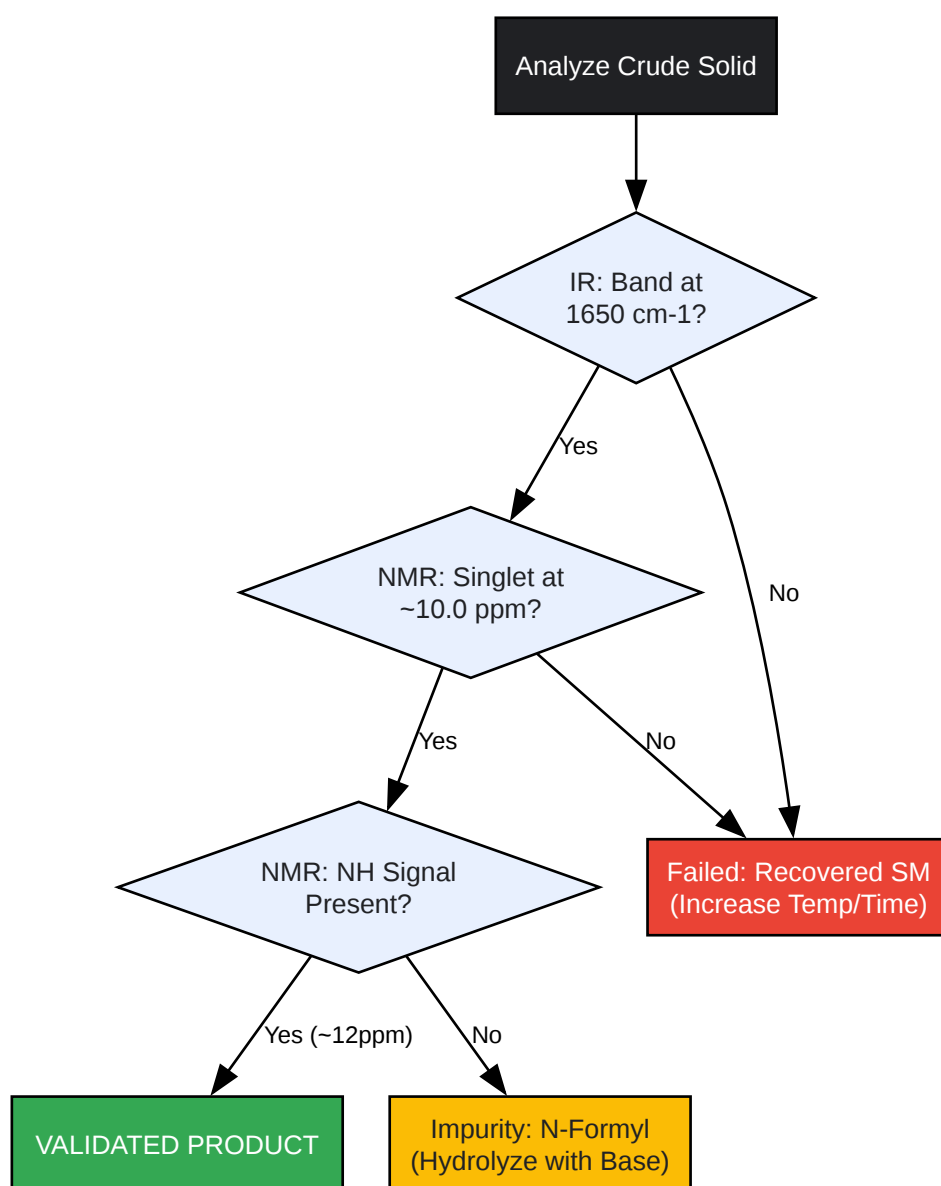 Analyze Crude Solid
IR: Band at
1650 cm-1?
Yes
No
NMR: Singlet at
~10.0 ppm?
Yes
No
NMR: NH Signal
Present?
Failed: Recovered SM
(Increase Temp/Time)
Yes (~12ppm)
No
VALIDATED PRODUCT
Impurity: N-Formyl
(Hydrolyze with Base)